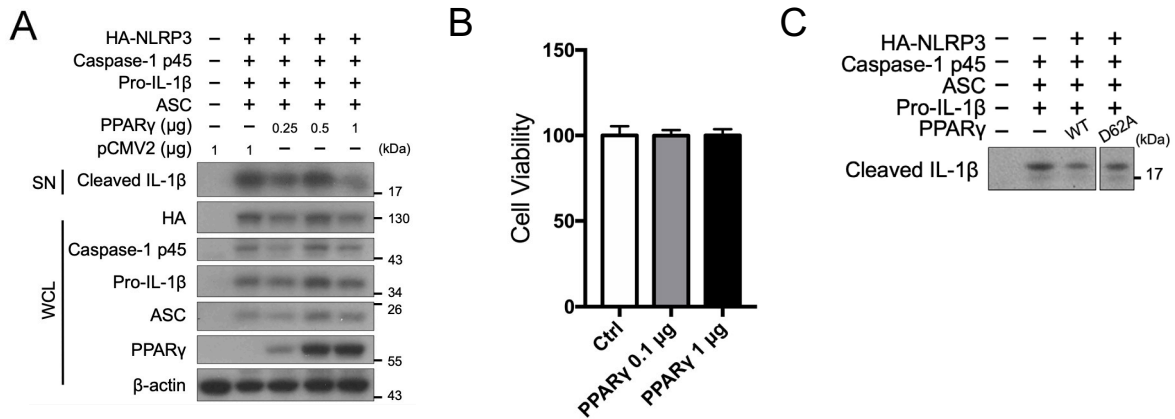 A
HA-NLRP3 – + + + +
Caspase-1 p45 – + + + +
Pro-IL-1β – + + + +
ASC – + + + +
PPARγ (μg) – – 0.25 0.5 1
pCMV2 (μg) 1 1 – – – (kDa)
SN Cleaved IL-1β 17
WCL
HA 130
Caspase-1 p45 43
Pro-IL-1β 34
ASC 26
PPARγ 55
β-actin 43
B
Cell Viability
150
100
50
0
Ctrl
PPARγ 0.1 μg
PPARγ 1 μg
C
HA-NLRP3 – – + +
Caspase-1 p45 – + + +
ASC – + + +
Pro-IL-1β – + + +
PPARγ – – WT D62A (kDa)
Cleaved IL-1β 17